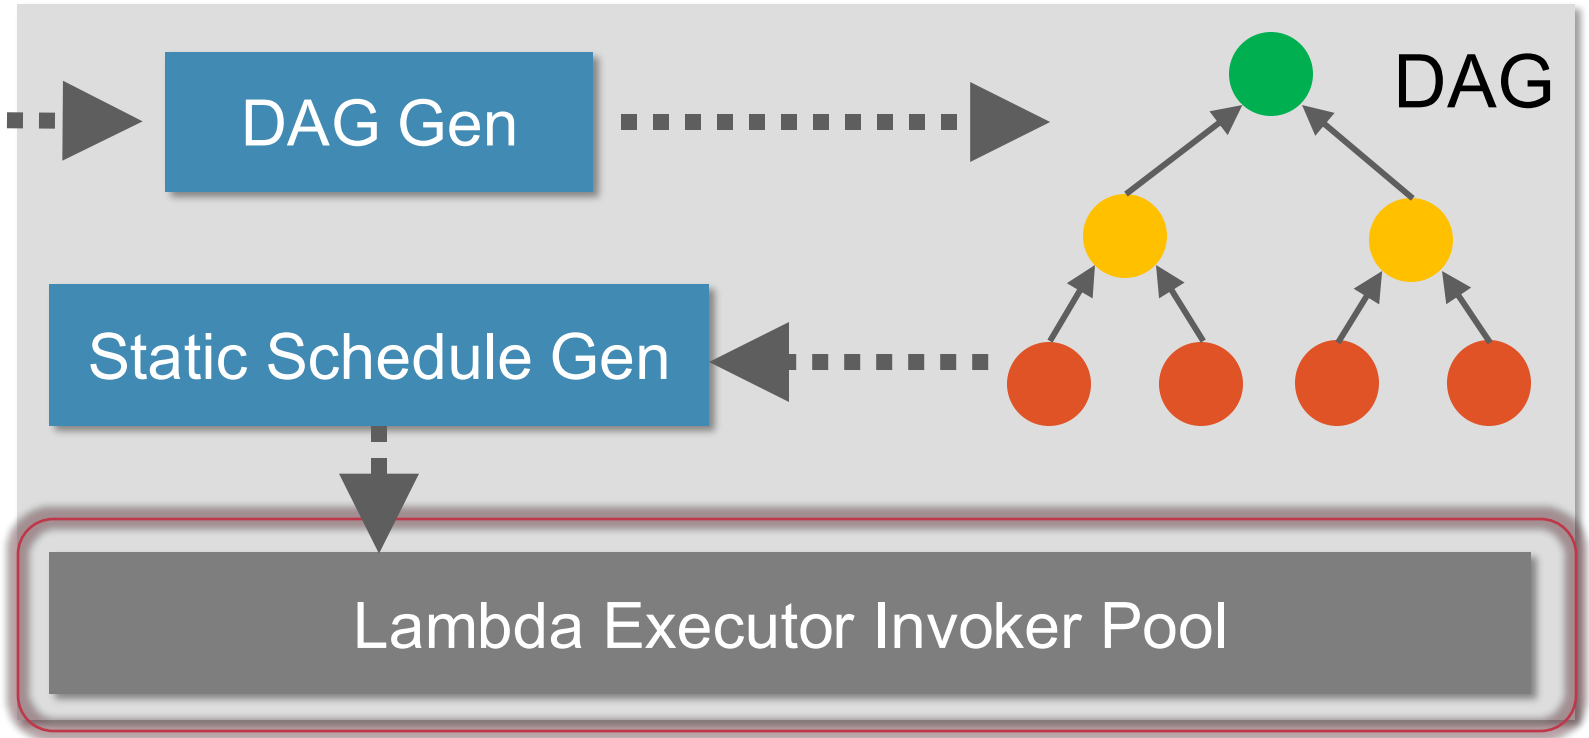 DAG Gen
DAG
Static Schedule Gen
Lambda Executor Invoker Pool